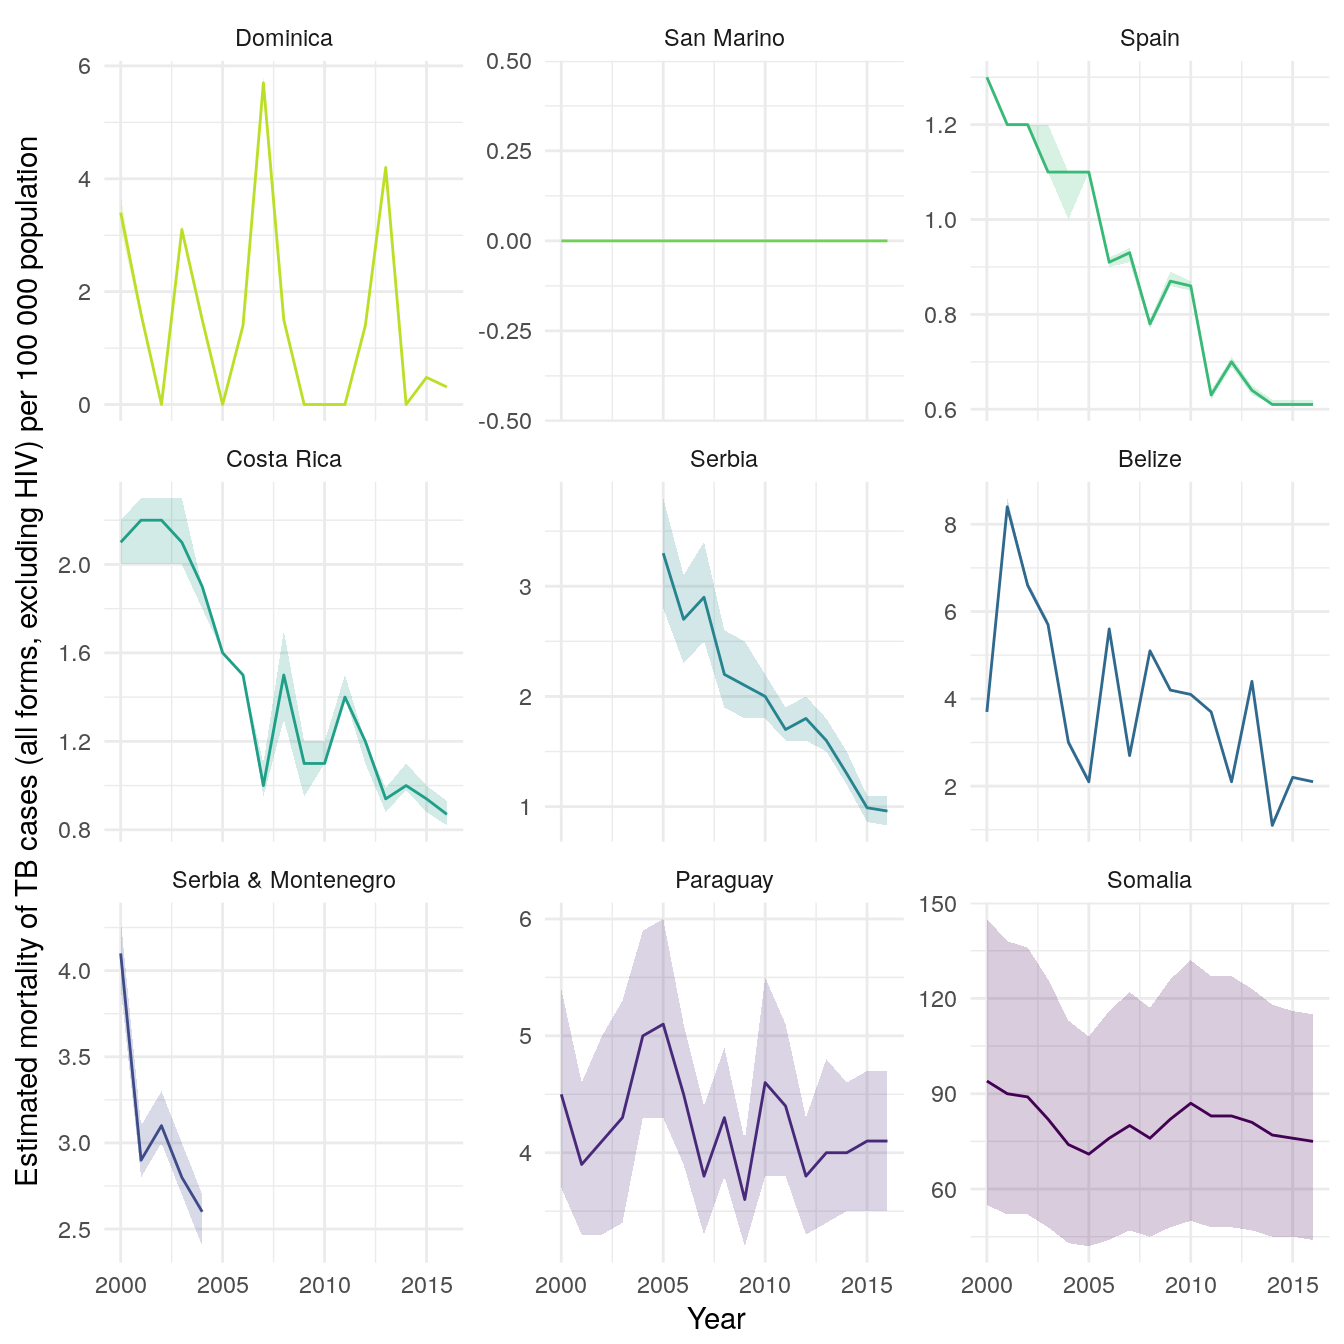 Dominica
San Marino
Spain
6
4
2
0
0.50
0.25
0.00
-0.25
-0.50
1.2
1.0
0.8
0.6
Costa Rica
Serbia
Belize
2.0
1.6
1.2
0.8
3
2
1
8
6
4
2
Serbia & Montenegro
Paraguay
Somalia
4.0
3.5
3.0
2.5
6
5
4
150
120
90
60
2000 2005 2010 2015
2000 2005 2010 2015
2000 2005 2010 2015
Year
Estimated mortality of TB cases (all forms, excluding HIV) per 100 000 population